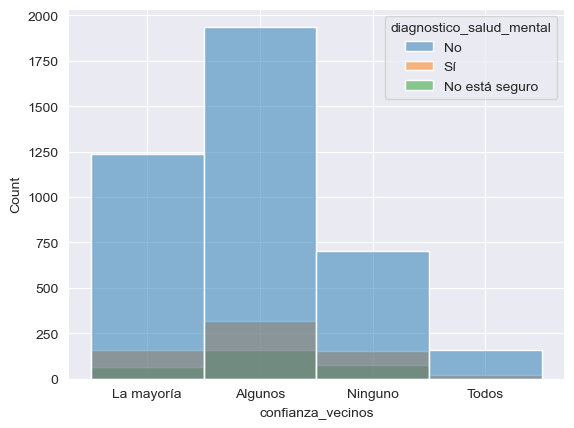 diagnostico_salud_mental
No
Sí
No está seguro
2000
1750
1500
1250
1000
750
500
250
0
Count
La mayoría Algunos Ninguno Todos
confianza_vecinos